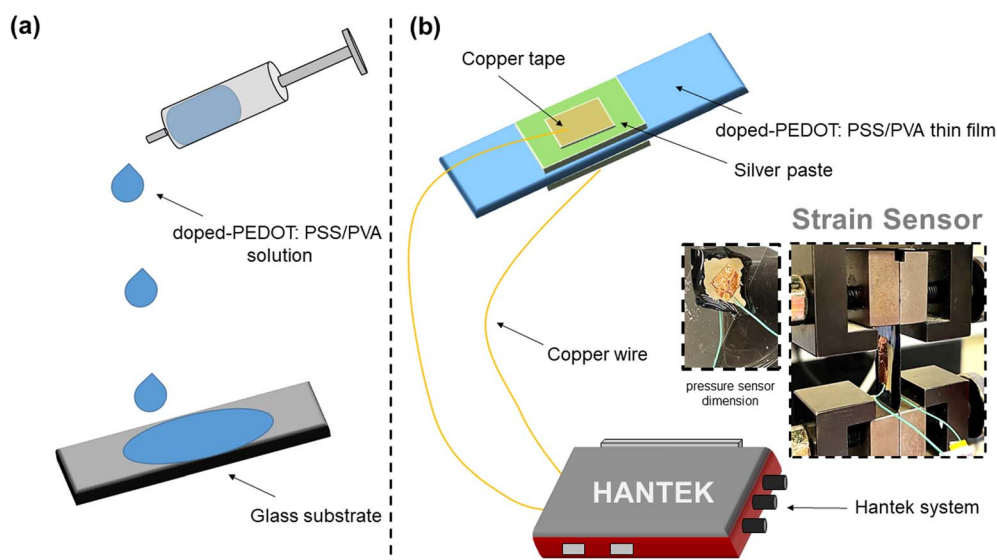 (a)
doped-PEDOT: PSS/PVA
solution
Glass substrate
(b)
Copper tape
doped-PEDOT: PSS/PVA thin film
Silver paste
Strain Sensor
Copper wire
pressure sensor
dimension
HANTEK
Hantek system